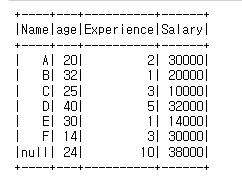 +----+---+----------+------+
|Name|age|Experience|Salary|
+----+---+----------+------+
|   A| 20|         2| 30000|
|   B| 32|         1| 20000|
|   C| 25|         3| 10000|
|   D| 40|         5| 32000|
|   E| 30|         1| 14000|
|   F| 14|         3| 30000|
|null| 24|        10| 38000|
+----+---+----------+------+